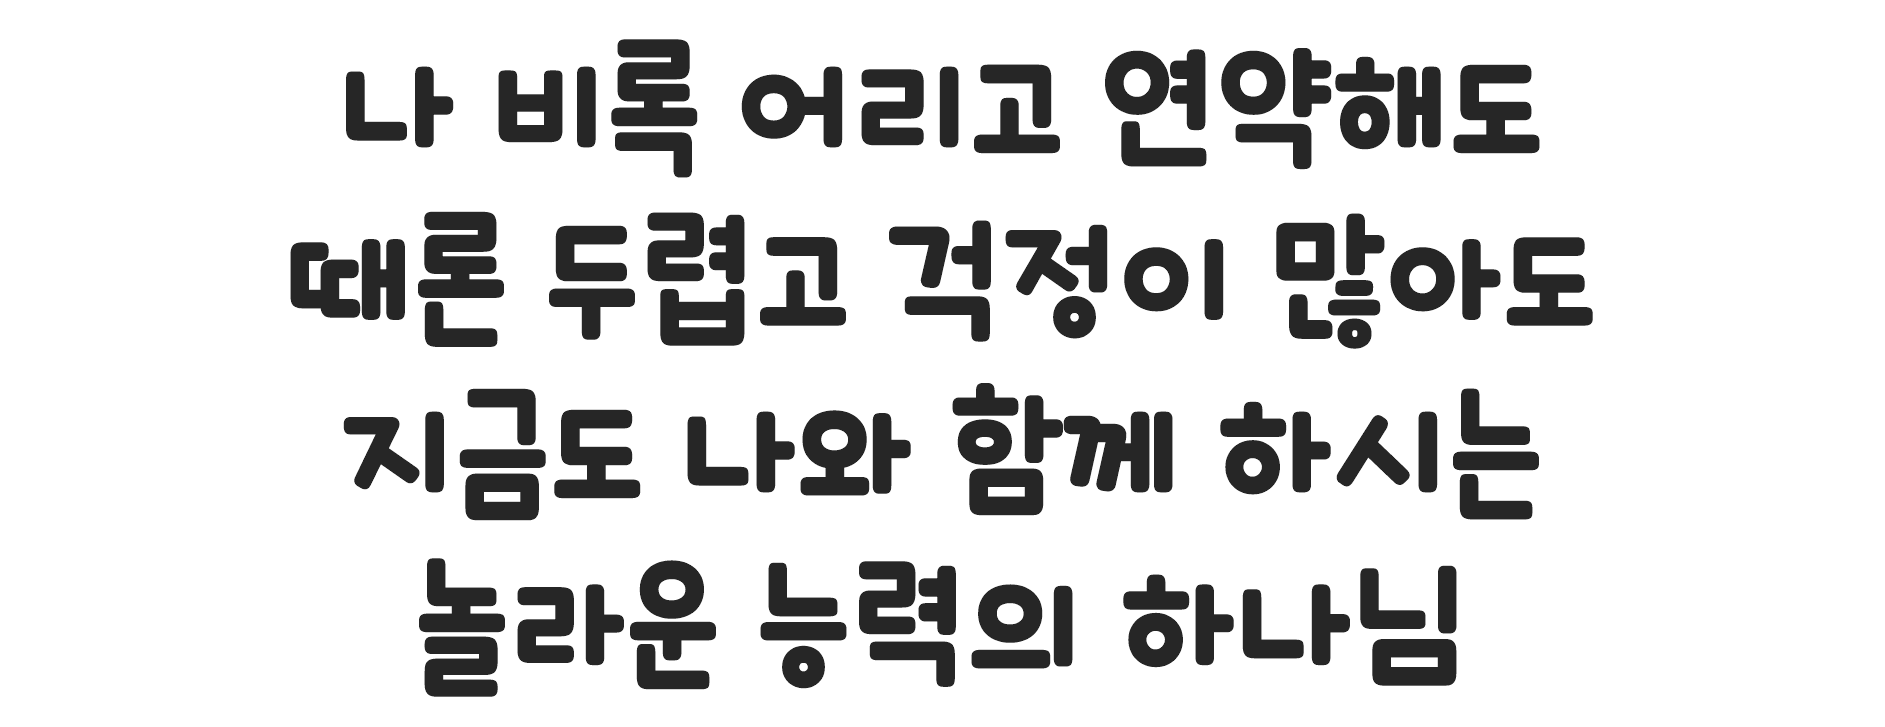 나 비록 어리고 연약해도
때론 두렵고 걱정이 많아도
지금도 나와 함께 하시는
놀라운 능력의 하나님